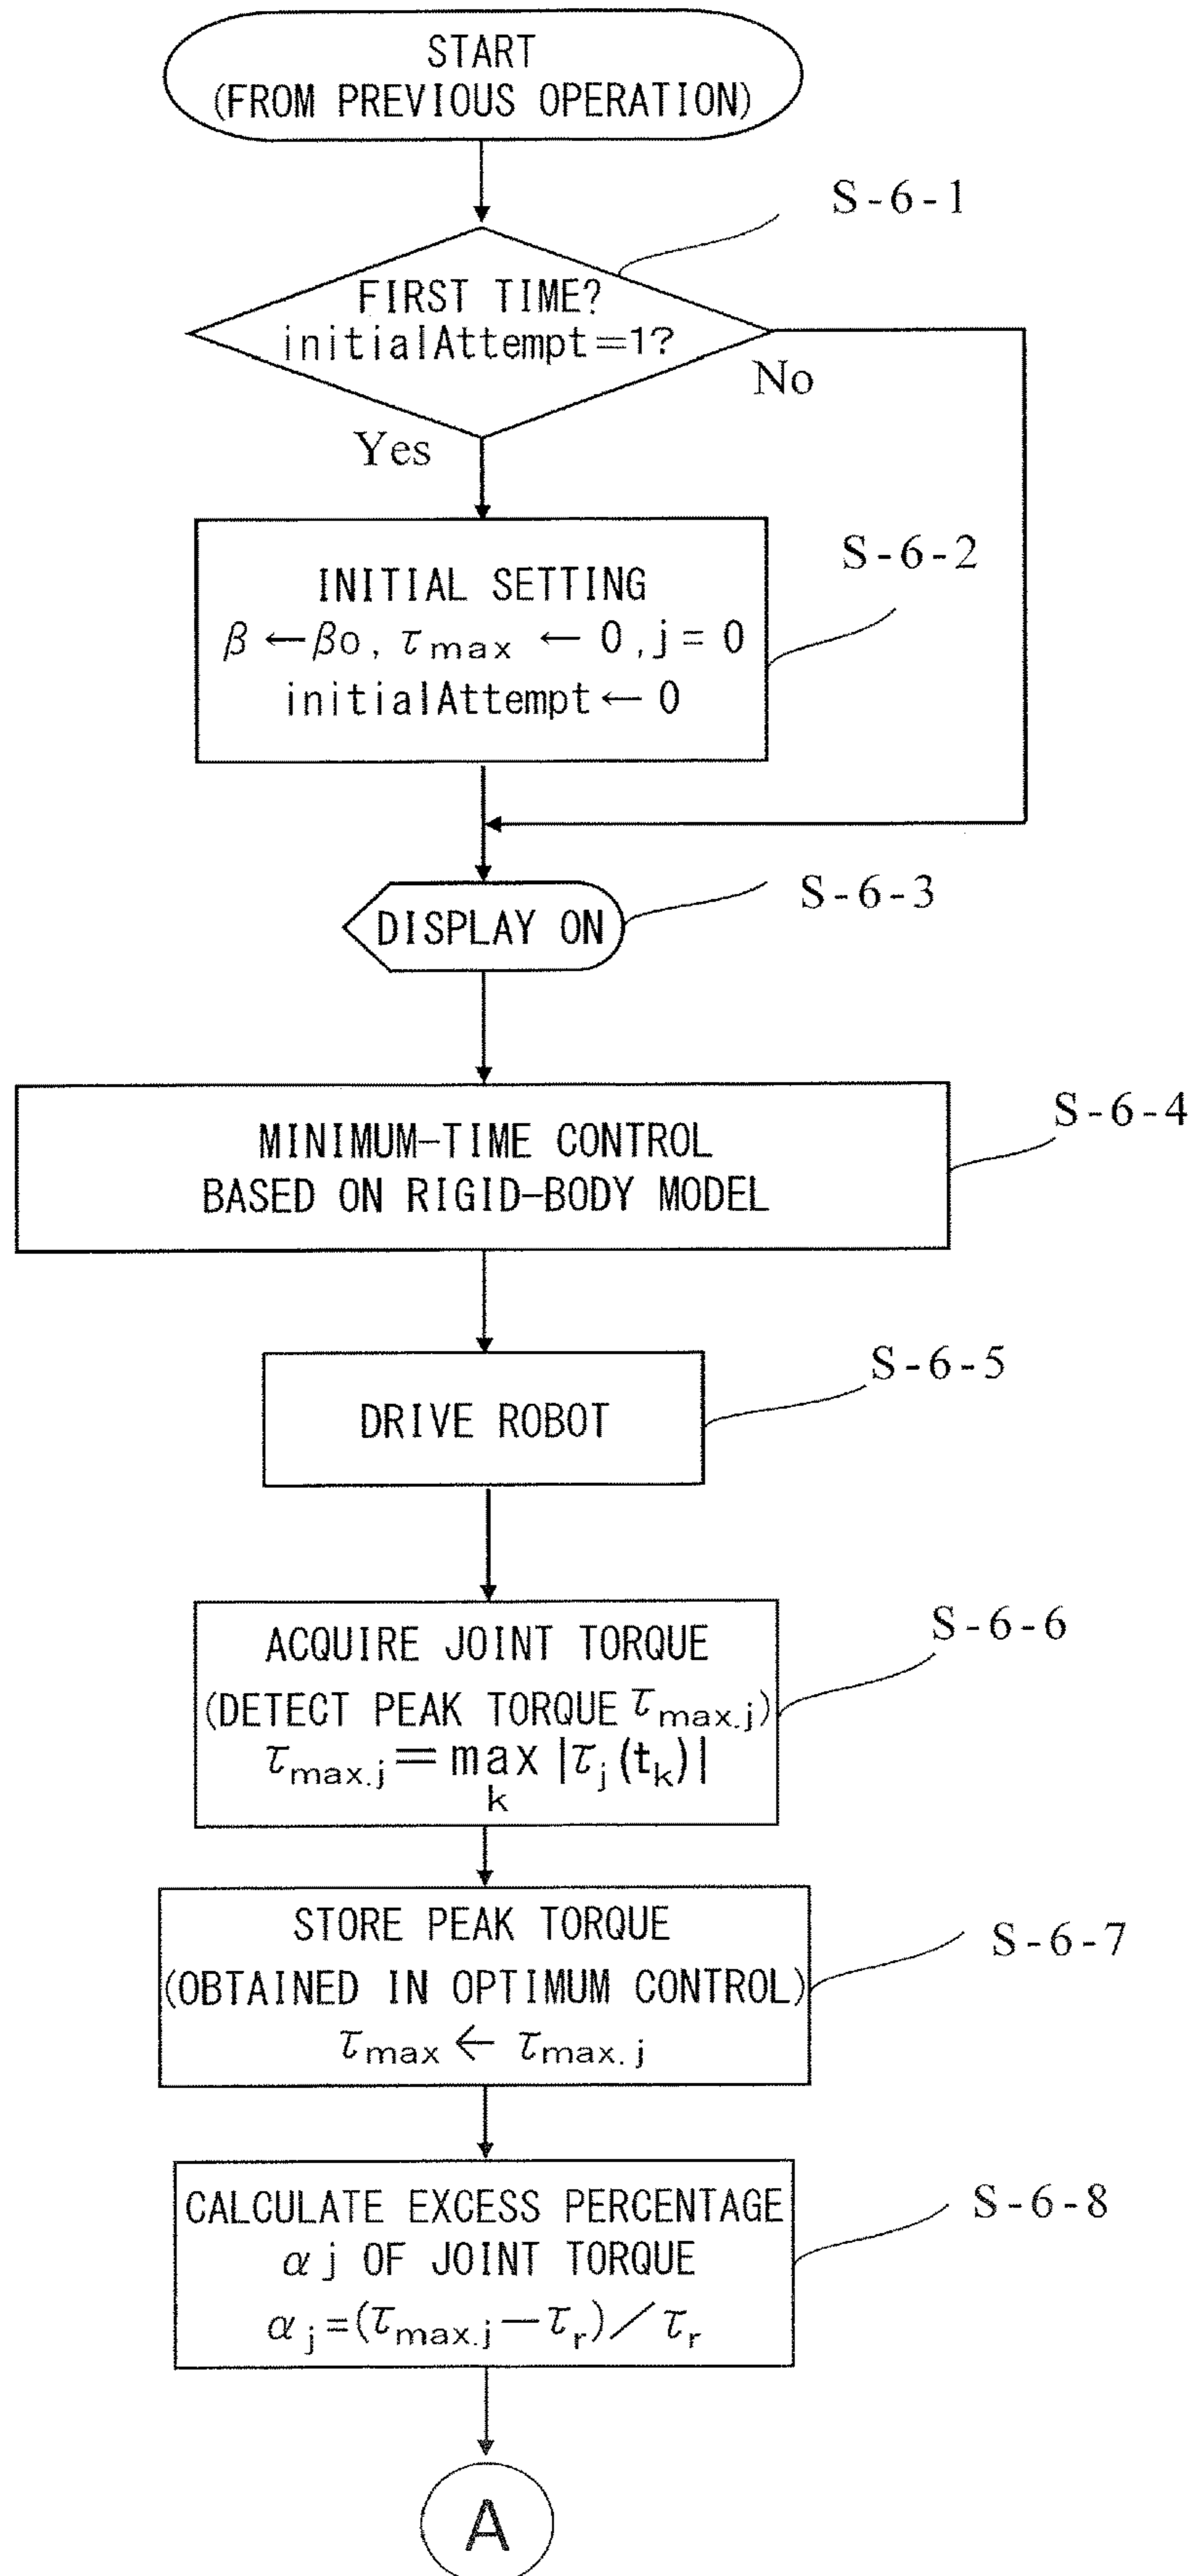 START
(FROM PREVIOUS OPERATION)
S-6-1
FIRST TIME?
initialAttempt=1?
No
Yes
S-6-2
INITIAL SETTING
β←β0, τmax ← 0, j = 0
initialAttempt← 0
S-6-3
DISPLAY ON
S-6-4
MINIMUM-TIME CONTROL
BASED ON RIGID-BODY MODEL
S-6-5
DRIVE ROBOT
S-6-6
ACQUIRE JOINT TORQUE
(DETECT PEAK TORQUE τmax.j)
τmax.j = max |τj(tk)|
k
S-6-7
STORE PEAK TORQUE
(OBTAINED IN OPTIMUM CONTROL)
τmax ← τmax.j
S-6-8
CALCULATE EXCESS PERCENTAGE
αj OF JOINT TORQUE
αj=(τmax.j−τr)/τr
A